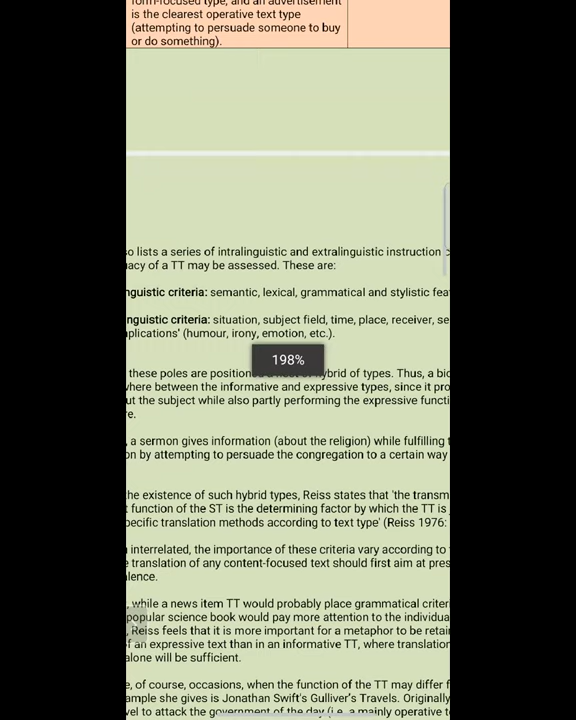 form-focused type, and an advertisement
is the clearest operative text type
(attempting to persuade someone to buy
or do something).
so lists a series of intralinguistic and extralinguistic instruction
acy of a TT may be assessed. These are:
nguistic criteria: semantic, lexical, grammatical and stylistic fea
nguistic criteria: situation, subject field, time, place, receiver, se
plications' (humour, irony, emotion, etc.).
198%
these poles are positioned a host of hybrid of types. Thus, a bio
where between the informative and expressive types, since it pro
ut the subject while also partly performing the expressive functi
re.
, a sermon gives information (about the religion) while fulfilling t
on by attempting to persuade the congregation to a certain way
he existence of such hybrid types, Reiss states that 'the transm
t function of the ST is the determining factor by which the TT is
pecific translation methods according to text type' (Reiss 1976:
interrelated, the importance of these criteria vary according to
e translation of any content-focused text should first aim at pres
alence.
, while a news item TT would probably place grammatical criteri
popular science book would pay more attention to the individua
, Reiss feels that it is more important for a metaphor to be retai
f an expressive text than in an informative TT, where translation
alone will be sufficient.
e, of course, occasions, when the function of the TT may differ f
ample she gives is Jonathan Swift's Gulliver's Travels. Originally
vel to attack the government of the day (i.e. a mainly operative t